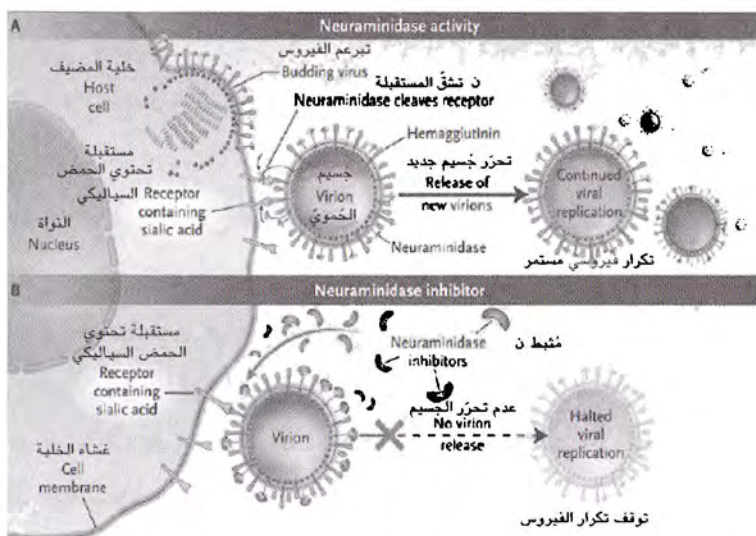 A
Neuraminidase activity
خلية المضيف
Host
cell
تبرعم الفيروس
Budding virus
ن تشقّ المستقبلة
Neuraminidase cleaves receptor
Hemagglutinin
مستقبلة
تحتوي الحمض
السياليكي Receptor
containing
sialic acid
النواة
Nucleus
جسيم
Virion
الحُمويّ
تحرّر جُسيم جديد
Release of
new virions
Neuraminidase
Continued
viral
replication
تكرار فيروسي مستمر
B
Neuraminidase inhibitor
مستقبلة تحتوي
الحمض السياليكي
Receptor
containing
sialic acid
غشاء الخلية
Cell
membrane
Virion
Neuraminidase
inhibitors
مُثبط ن
عدم تحرّر الجسيم
No virion
release
Halted
viral
replication
توقف تكرار الفيروس